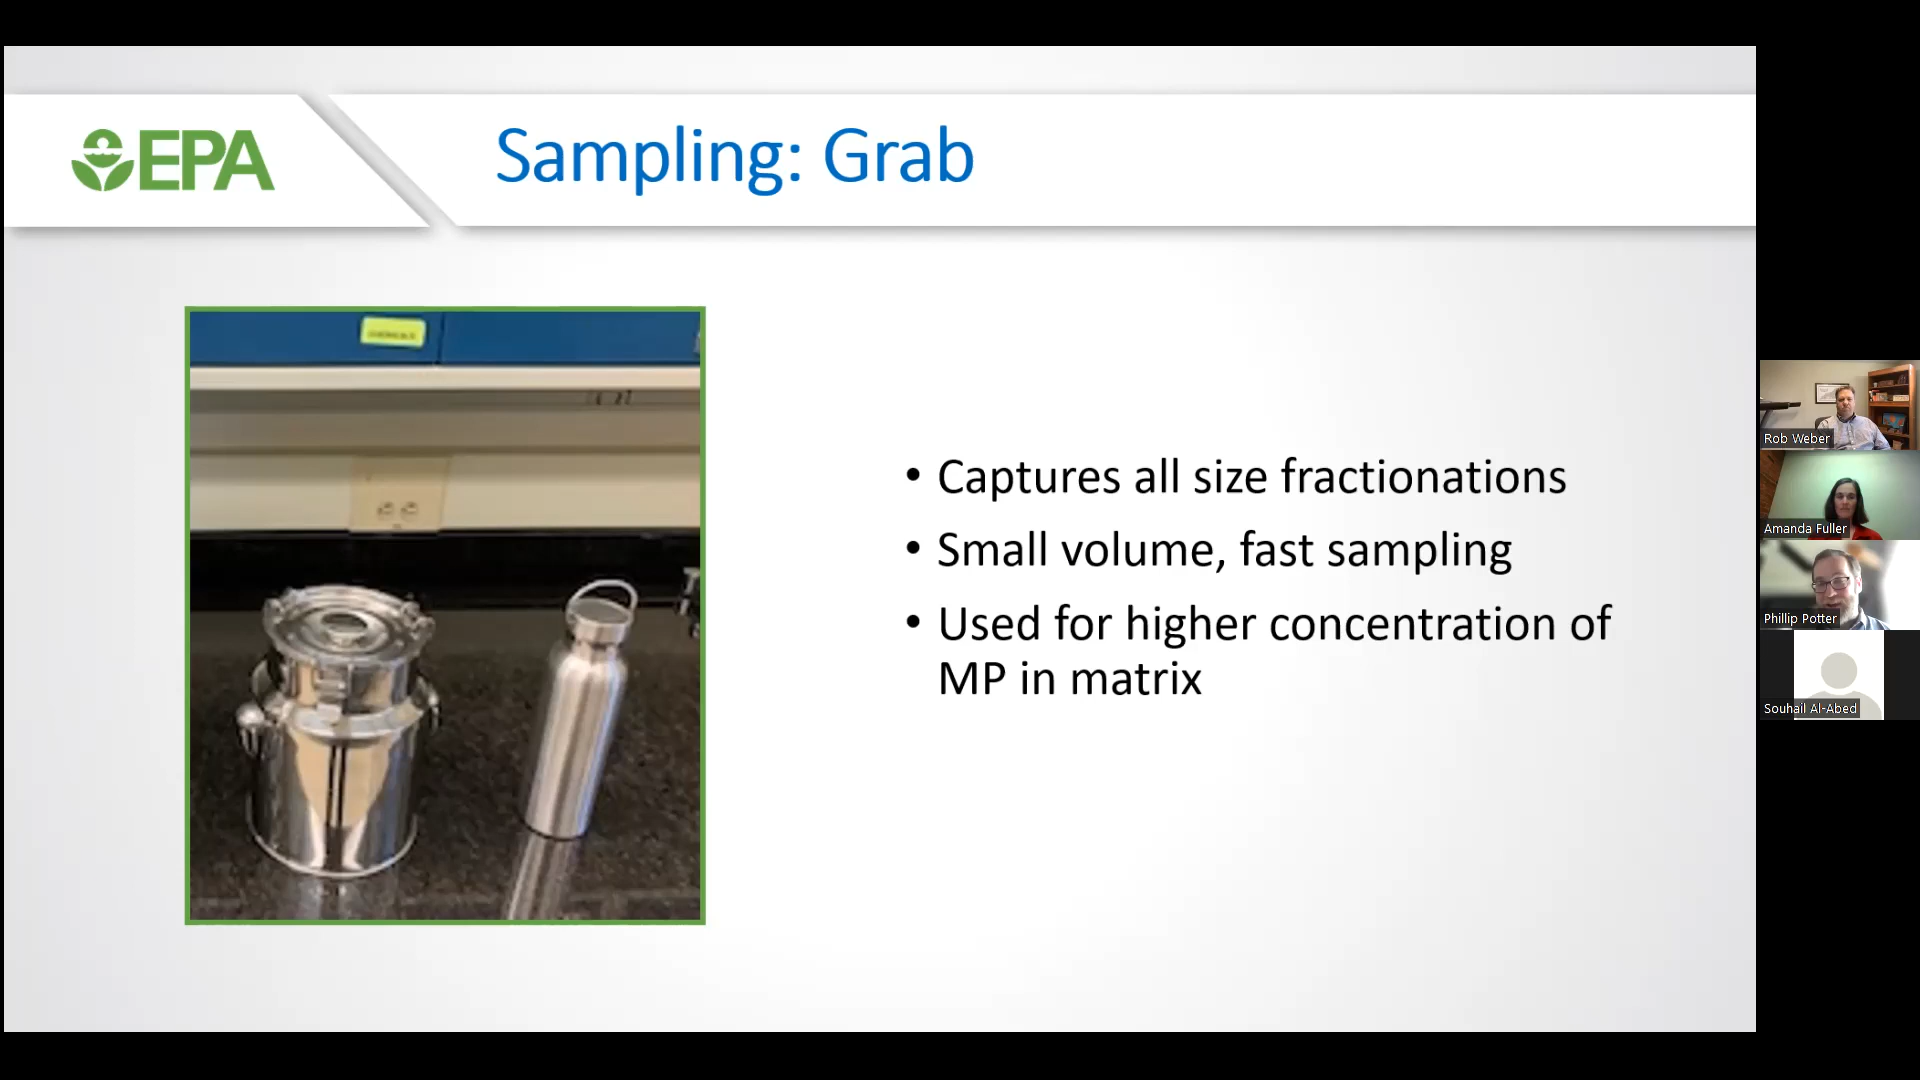 EPA
Sampling: Grab
• Captures all size fractionations
• Small volume, fast sampling
• Used for higher concentration of
MP in matrix
Rob Weber
Amanda Fuller
Phillip Potter
Souhail Al-Abed